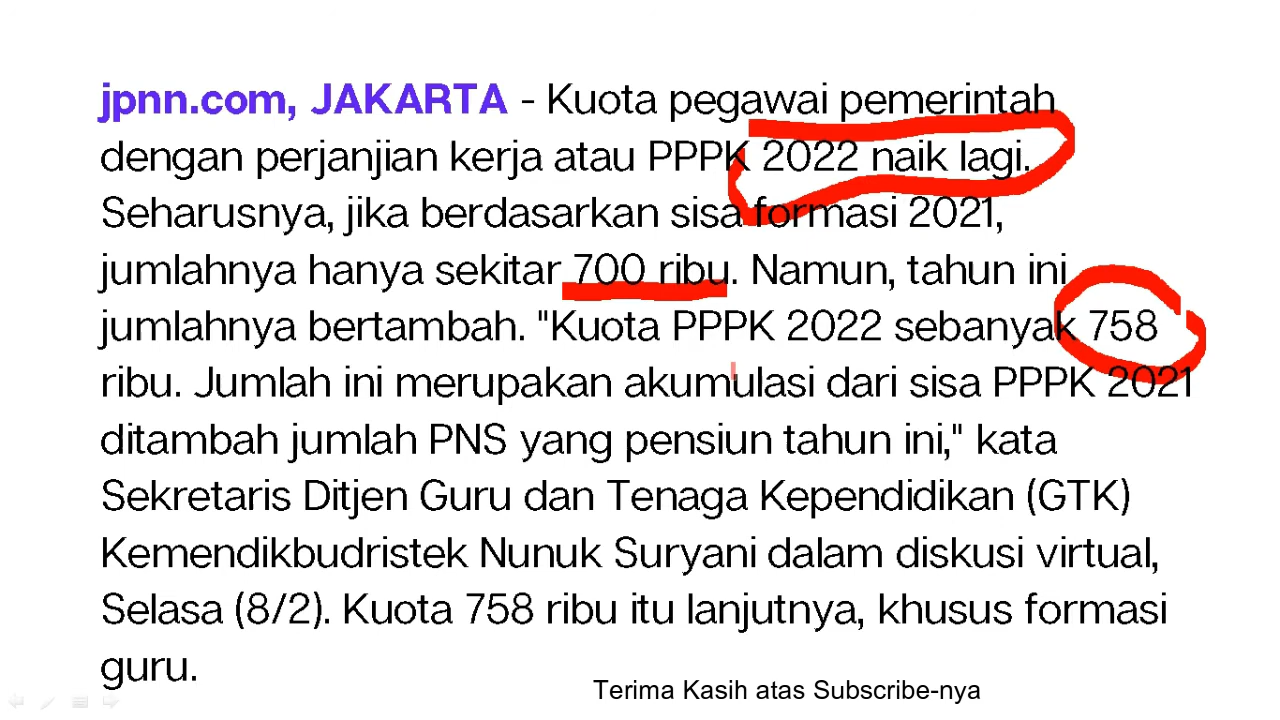 jpnn.com, JAKARTA - Kuota pegawai pemerintah
dengan perjanjian kerja atau PPPK 2022 naik lagi.
Seharusnya, jika berdasarkan sisa formasi 2021,
jumlahnya hanya sekitar 700 ribu. Namun, tahun ini
jumlahnya bertambah. "Kuota PPPK 2022 sebanyak 758
ribu. Jumlah ini merupakan akumulasi dari sisa PPPK 2021
ditambah jumlah PNS yang pensiun tahun ini," kata
Sekretaris Ditjen Guru dan Tenaga Kependidikan (GTK)
Kemendikbudristek Nunuk Suryani dalam diskusi virtual,
Selasa (8/2). Kuota 758 ribu itu lanjutnya, khusus formasi
guru.
Terima Kasih atas Subscribe-nya